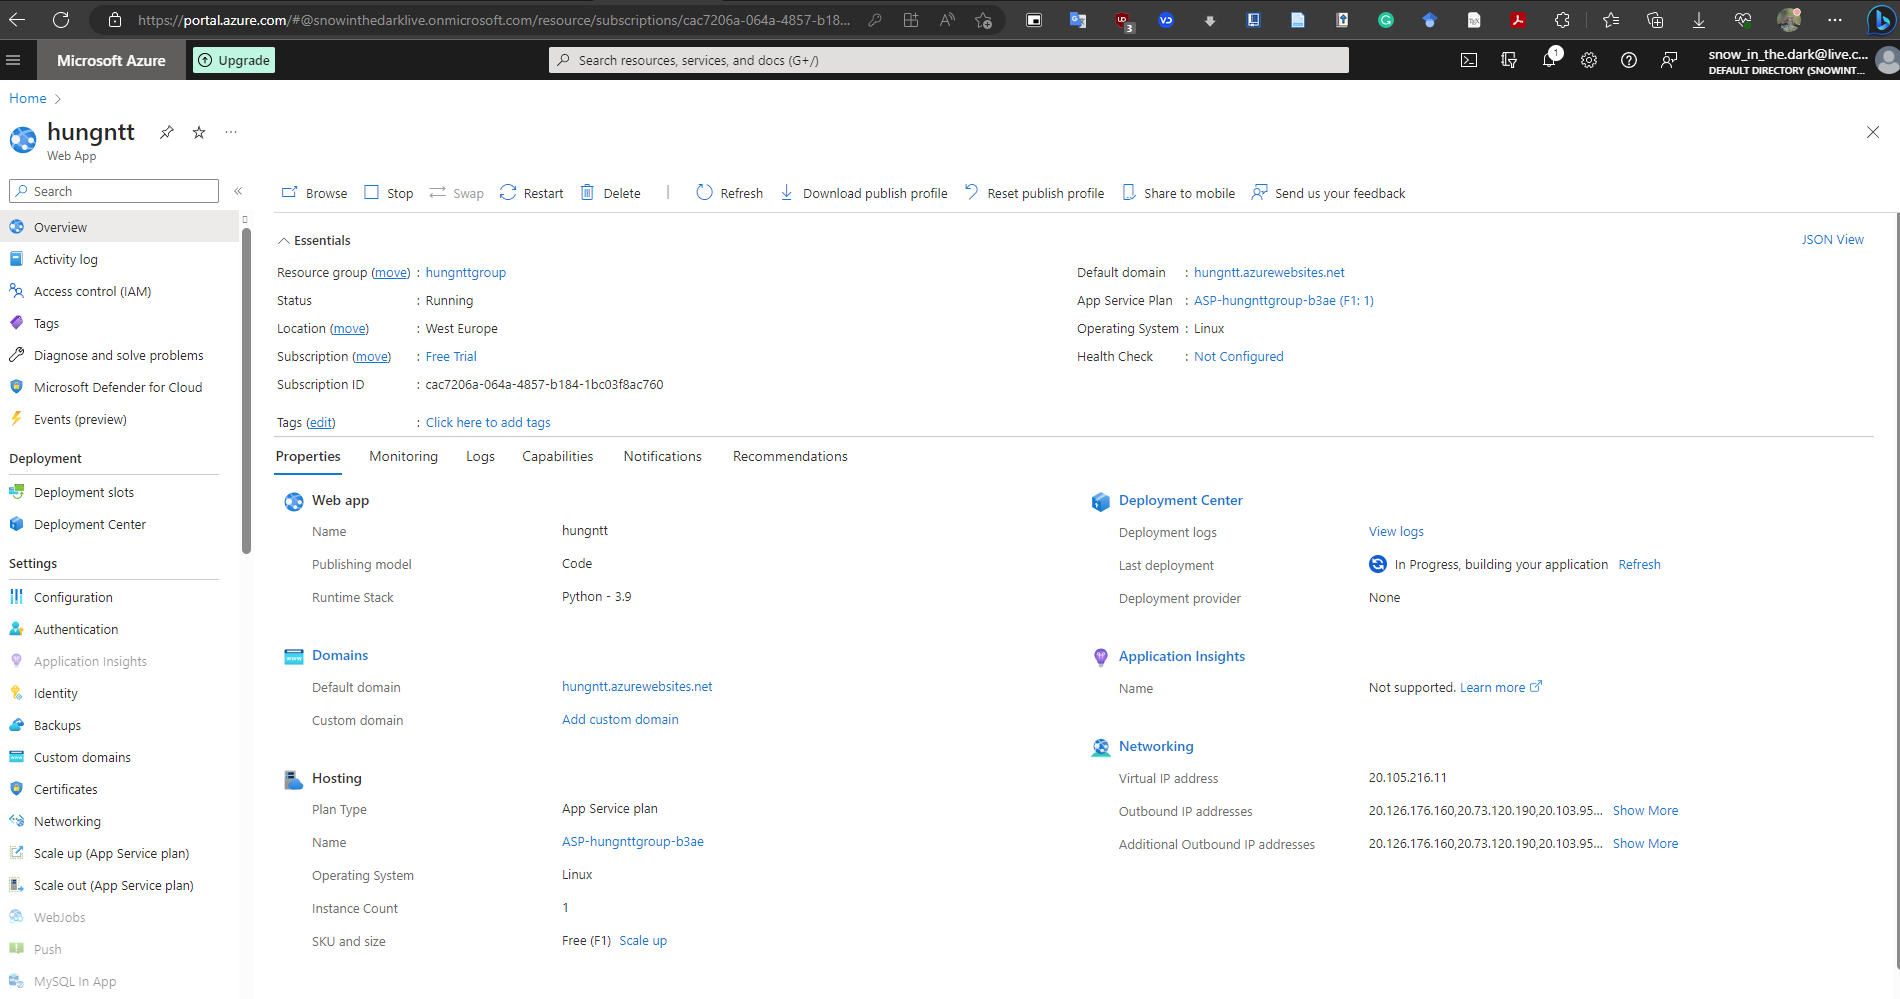 https://portal.azure.com/#@snowinthedarklive.onmicrosoft.com/resource/subscriptions/cac7206a-064a-4857-b18...
3
Microsoft Azure
Upgrade
Search resources, services, and docs (G+/)
1
snow_in_the_dark@live.c...
DEFAULT DIRECTORY (SNOWINT...
Home
hungntt
Web App
Search
Browse Stop Swap Restart Delete Refresh Download publish profile Reset publish profile Share to mobile Send us your feedback
Overview
Activity log
Access control (IAM)
Tags
Diagnose and solve problems
Microsoft Defender for Cloud
Events (preview)
Deployment
Deployment slots
Deployment Center
Settings
Configuration
Authentication
Application Insights
Identity
Backups
Custom domains
Certificates
Networking
Scale up (App Service plan)
Scale out (App Service plan)
WebJobs
Push
MySQL In App
Essentials
JSON View
Resource group (move) : hungnttgroup
Status : Running
Location (move) : West Europe
Subscription (move) : Free Trial
Subscription ID : cac7206a-064a-4857-b184-1bc03f8ac760
Tags (edit) : Click here to add tags
Default domain : hungntt.azurewebsites.net
App Service Plan : ASP-hungnttgroup-b3ae (F1: 1)
Operating System : Linux
Health Check : Not Configured
Properties Monitoring Logs Capabilities Notifications Recommendations
Web app
Name hungntt
Publishing model Code
Runtime Stack Python - 3.9
Domains
Default domain hungntt.azurewebsites.net
Custom domain Add custom domain
Hosting
Plan Type App Service plan
Name ASP-hungnttgroup-b3ae
Operating System Linux
Instance Count 1
SKU and size Free (F1) Scale up
Deployment Center
Deployment logs View logs
Last deployment In Progress, building your application Refresh
Deployment provider None
Application Insights
Name Not supported. Learn more
Networking
Virtual IP address 20.105.216.11
Outbound IP addresses 20.126.176.160,20.73.120.190,20.103.95... Show More
Additional Outbound IP addresses 20.126.176.160,20.73.120.190,20.103.95... Show More